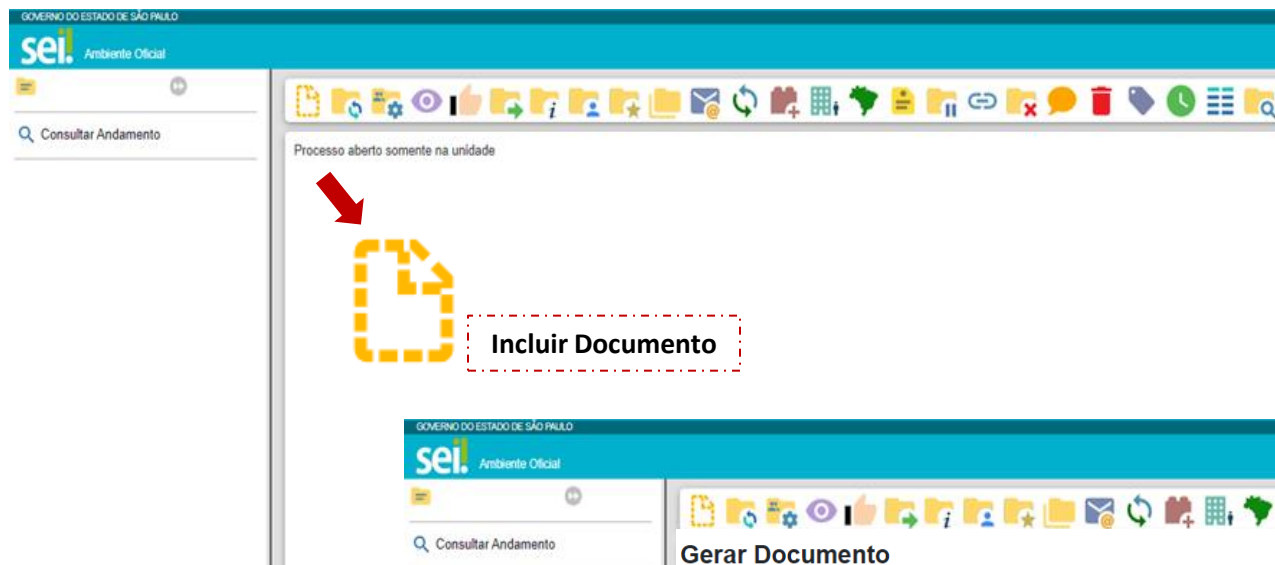 GOVERNO DO ESTADO DE SÃO PAULO
sei! Ambiente Oficial
Consultar Andamento
Processo aberto somente na unidade
Incluir Documento
GOVERNO DO ESTADO DE SÃO PAULO
sei! Ambiente Oficial
Consultar Andamento
Gerar Documento